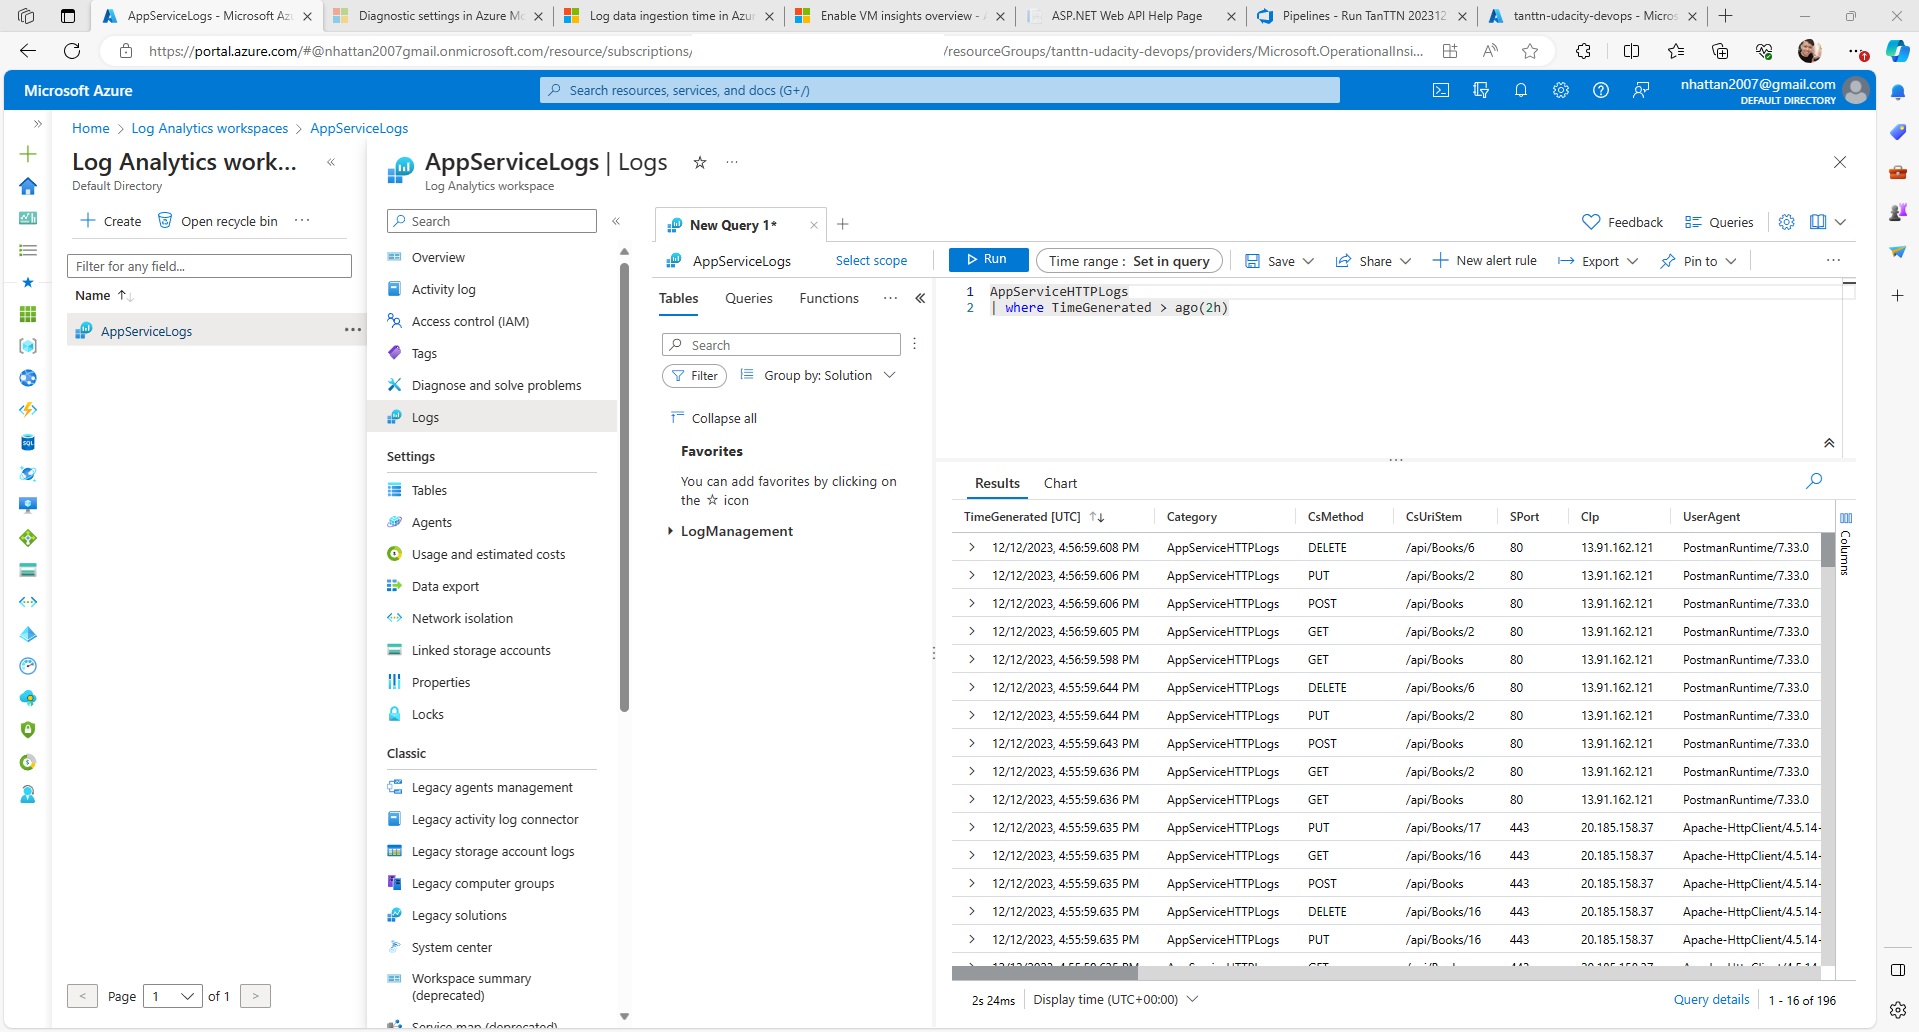 AppServiceLogs - Microsoft Az
Diagnostic settings in Azure Mo
Log data ingestion time in Azur
Enable VM insights overview -
ASP.NET Web API Help Page
Pipelines - Run TanTTN 202312
tanttn-udacity-devops - Micros
https://portal.azure.com/#@nhattan2007gmail.onmicrosoft.com/resource/subscriptions/
/resourceGroups/tanttn-udacity-devops/providers/Microsoft.OperationalInsi...
Microsoft Azure
Search resources, services, and docs (G+/)
nhattan2007@gmail.com
DEFAULT DIRECTORY
Home > Log Analytics workspaces > AppServiceLogs
Log Analytics work...
Default Directory
Create
Open recycle bin
Filter for any field...
Name
AppServiceLogs
Page 1 of 1
AppServiceLogs | Logs
Log Analytics workspace
Search
Overview
Activity log
Access control (IAM)
Tags
Diagnose and solve problems
Logs
Settings
Tables
Agents
Usage and estimated costs
Data export
Network isolation
Linked storage accounts
Properties
Locks
Classic
Legacy agents management
Legacy activity log connector
Legacy storage account logs
Legacy computer groups
Legacy solutions
System center
Workspace summary
(deprecated)
Service map (deprecated)
New Query 1*
Feedback
Queries
AppServiceLogs
Select scope
Run
Time range : Set in query
Save
Share
New alert rule
Export
Pin to
Tables
Queries
Functions
Search
Filter
Group by: Solution
Collapse all
Favorites
You can add favorites by clicking on
the ☆ icon
LogManagement
1 AppServiceHTTPLogs
2 | where TimeGenerated > ago(2h)
Results
Chart
TimeGenerated [UTC] Category CsMethod CsUriStem SPort CIp UserAgent
12/12/2023, 4:56:59.608 PM AppServiceHTTPLogs DELETE /api/Books/6 80 13.91.162.121 PostmanRuntime/7.33.0
12/12/2023, 4:56:59.606 PM AppServiceHTTPLogs PUT /api/Books/2 80 13.91.162.121 PostmanRuntime/7.33.0
12/12/2023, 4:56:59.606 PM AppServiceHTTPLogs POST /api/Books 80 13.91.162.121 PostmanRuntime/7.33.0
12/12/2023, 4:56:59.605 PM AppServiceHTTPLogs GET /api/Books/2 80 13.91.162.121 PostmanRuntime/7.33.0
12/12/2023, 4:56:59.598 PM AppServiceHTTPLogs GET /api/Books 80 13.91.162.121 PostmanRuntime/7.33.0
12/12/2023, 4:55:59.644 PM AppServiceHTTPLogs DELETE /api/Books/6 80 13.91.162.121 PostmanRuntime/7.33.0
12/12/2023, 4:55:59.644 PM AppServiceHTTPLogs PUT /api/Books/2 80 13.91.162.121 PostmanRuntime/7.33.0
12/12/2023, 4:55:59.643 PM AppServiceHTTPLogs POST /api/Books 80 13.91.162.121 PostmanRuntime/7.33.0
12/12/2023, 4:55:59.636 PM AppServiceHTTPLogs GET /api/Books/2 80 13.91.162.121 PostmanRuntime/7.33.0
12/12/2023, 4:55:59.636 PM AppServiceHTTPLogs GET /api/Books 80 13.91.162.121 PostmanRuntime/7.33.0
12/12/2023, 4:55:59.635 PM AppServiceHTTPLogs PUT /api/Books/17 443 20.185.158.37 Apache-HttpClient/4.5.14-
12/12/2023, 4:55:59.635 PM AppServiceHTTPLogs GET /api/Books/16 443 20.185.158.37 Apache-HttpClient/4.5.14-
12/12/2023, 4:55:59.635 PM AppServiceHTTPLogs POST /api/Books 443 20.185.158.37 Apache-HttpClient/4.5.14-
12/12/2023, 4:55:59.635 PM AppServiceHTTPLogs DELETE /api/Books/16 443 20.185.158.37 Apache-HttpClient/4.5.14-
12/12/2023, 4:55:59.635 PM AppServiceHTTPLogs PUT /api/Books/16 443 20.185.158.37 Apache-HttpClient/4.5.14-
Columns
2s 24ms
Display time (UTC+00:00)
Query details
1 - 16 of 196